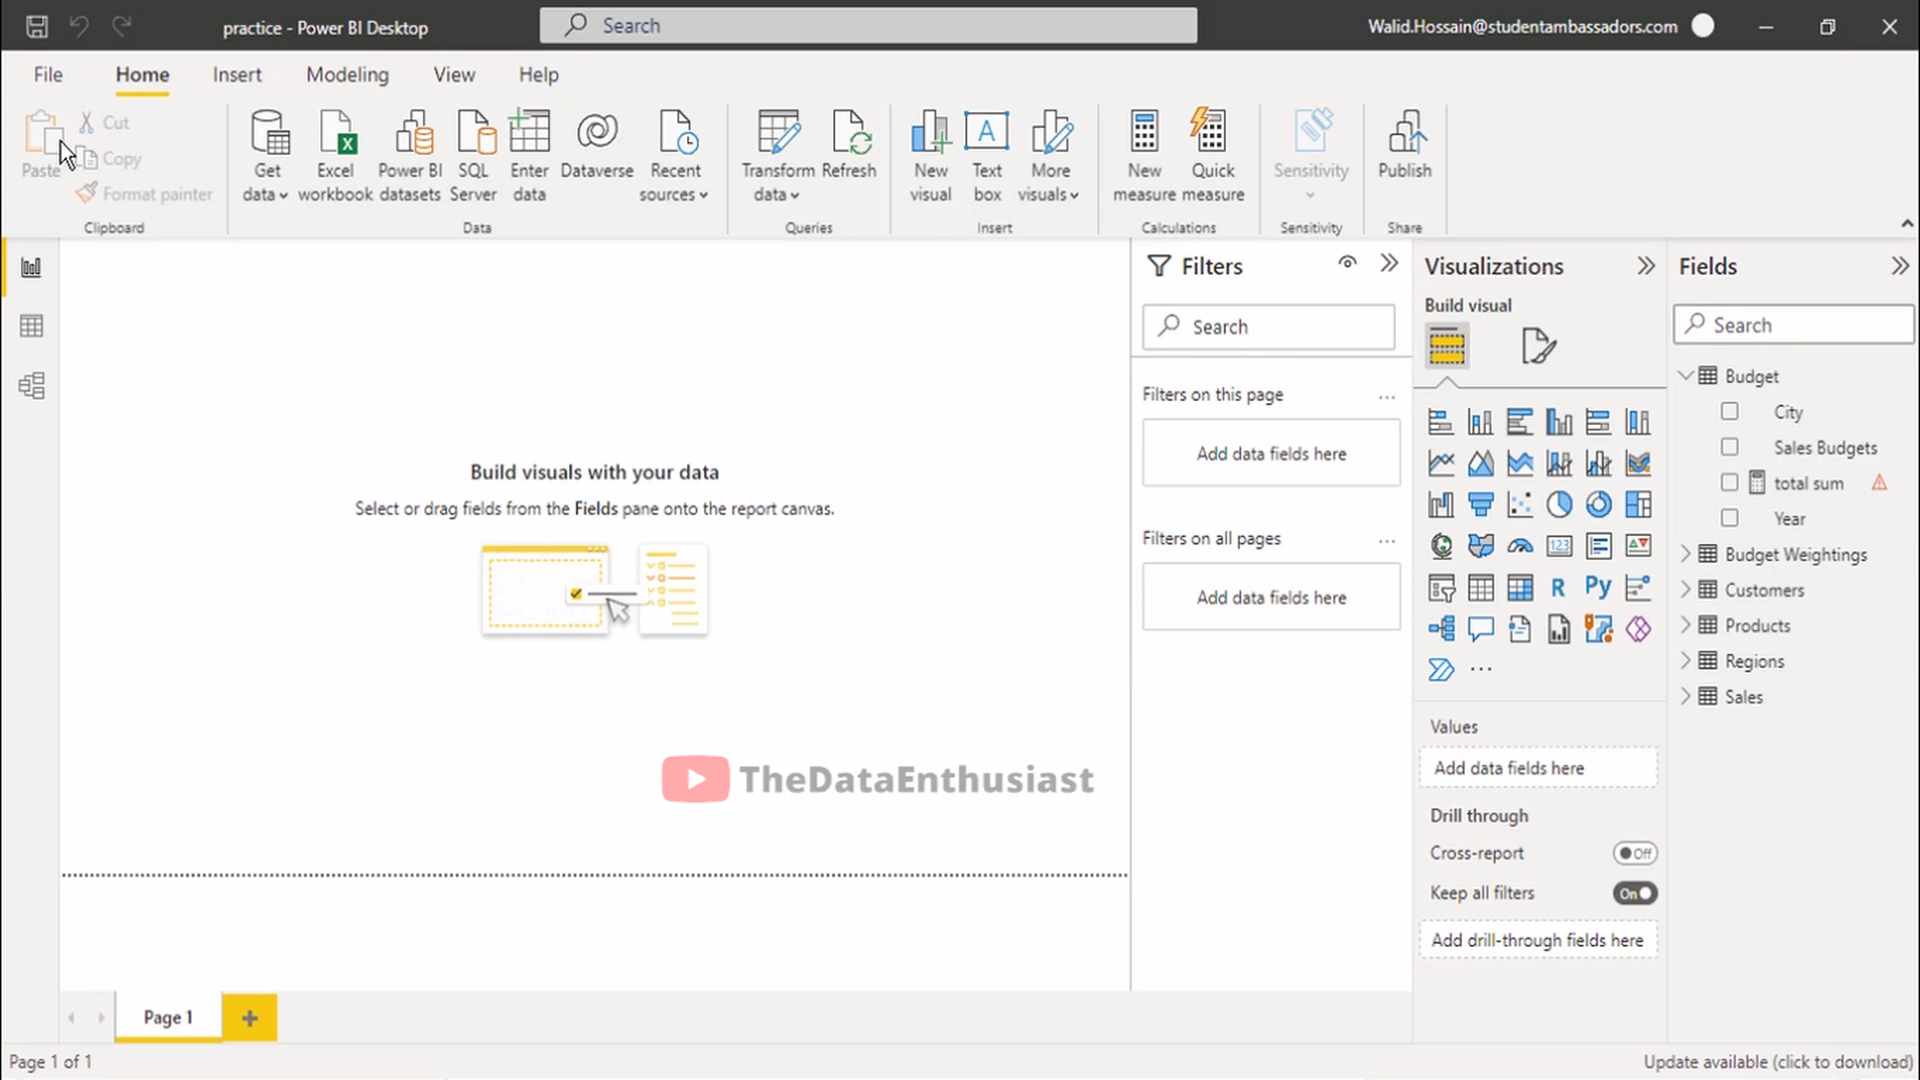 practice - Power BI Desktop
Search
Walid.Hossain@studentambassadors.com
File
Home
Insert
Modeling
View
Help
Paste
Cut
Copy
Format painter
Clipboard
Get
data
Excel
workbook
Power BI
datasets
SQL
Server
Enter
data
Dataverse
Recent
sources
Data
Transform
data
Refresh
Queries
New
visual
Text
box
More
visuals
Insert
New
measure
Quick
measure
Calculations
Sensitivity
Sensitivity
Publish
Share
Build visuals with your data
Select or drag fields from the Fields pane onto the report canvas.
TheDataEnthusiast
Filters
Search
Filters on this page
Add data fields here
Filters on all pages
Add data fields here
Visualizations
Build visual
123
R
Py
Values
Add data fields here
Drill through
Cross-report
Off
Keep all filters
On
Add drill-through fields here
Fields
Search
Budget
City
Sales Budgets
total sum
Year
Budget Weightings
Customers
Products
Regions
Sales
Page 1
Page 1 of 1
Update available (click to download)